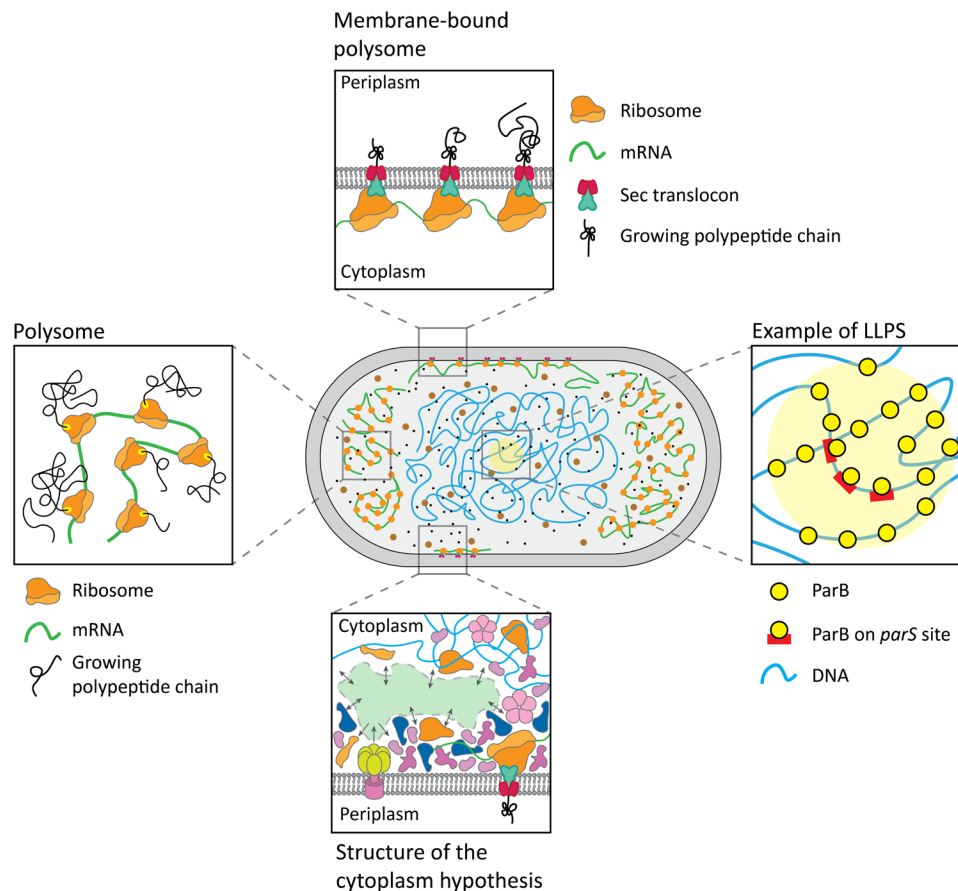 Membrane-bound
polysome
Periplasm
Cytoplasm
Ribosome
mRNA
Sec translocon
Growing polypeptide chain
Polysome
Ribosome
mRNA
Growing
polypeptide chain
Example of LLPS
ParB
ParB on parS site
DNA
Cytoplasm
Periplasm
Structure of the
cytoplasm hypothesis